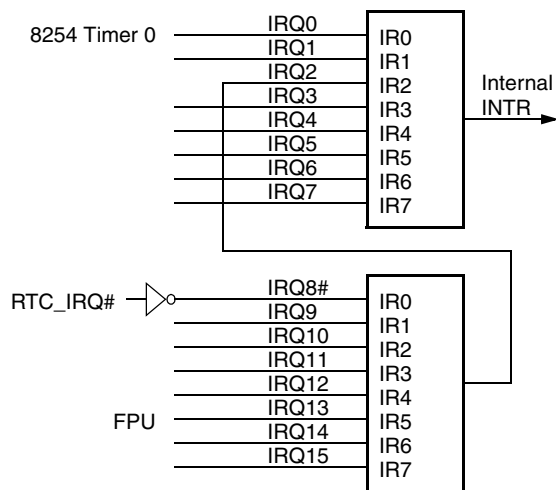 8254 Timer 0
IRQ0
IRQ1
IRQ2
IRQ3
IRQ4
IRQ5
IRQ6
IRQ7
IR0
IR1
IR2
IR3
IR4
IR5
IR6
IR7
Internal
INTR
RTC_IRQ#
FPU
IRQ8#
IRQ9
IRQ10
IRQ11
IRQ12
IRQ13
IRQ14
IRQ15
IR0
IR1
IR2
IR3
IR4
IR5
IR6
IR7